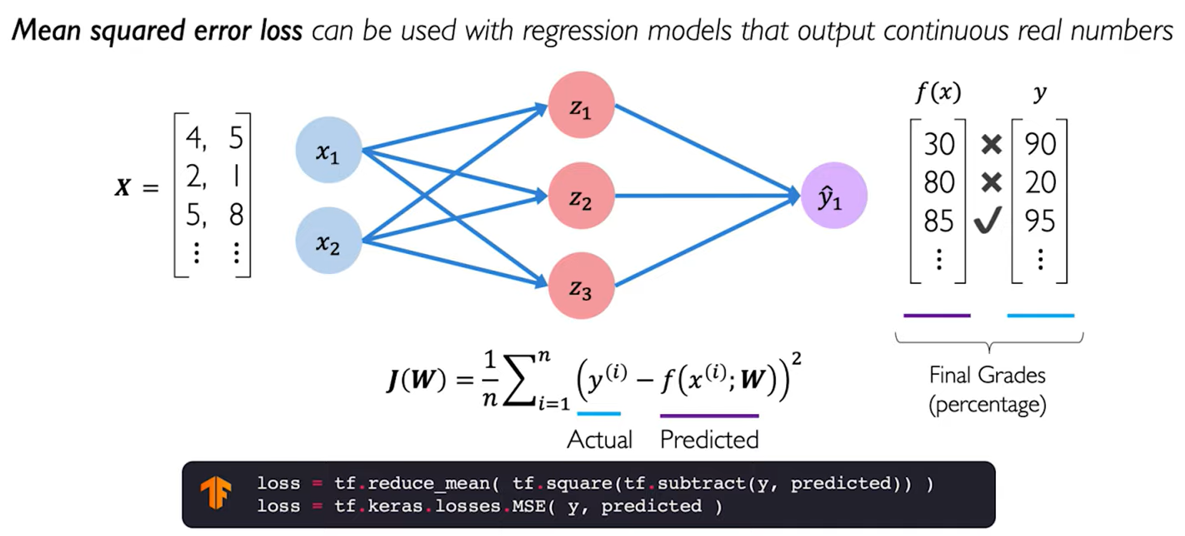 Mean squared error loss can be used with regression models that output continuous real numbers
X = [4, 5
2, 1
5, 8
⋮ ⋮]
x₁
x₂
z₁
z₂
z₃
ŷ₁
f(x) y
30 ✖ 90
80 ✖ 20
85 ✓ 95
⋮ ⋮
Final Grades
(percentage)
J(W) = 1/n ∑ⁿᵢ₌₁ (y⁽ⁱ⁾ − f(x⁽ⁱ⁾; W))²
Actual Predicted
loss = tf.reduce_mean( tf.square(tf.subtract(y, predicted)) )
loss = tf.keras.losses.MSE( y, predicted )